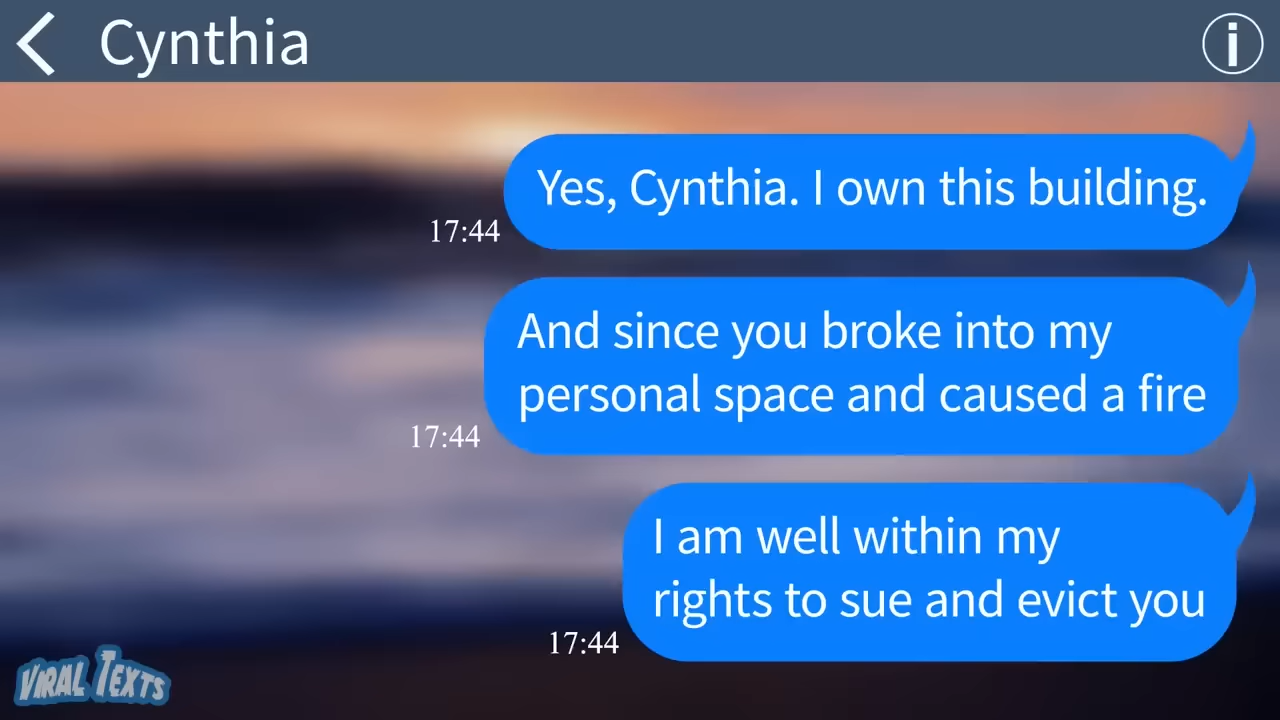 Cynthia
Yes, Cynthia. I own this building.
17:44
And since you broke into my
personal space and caused a fire
17:44
I am well within my
rights to sue and evict you
17:44
VIRAL TEXTS